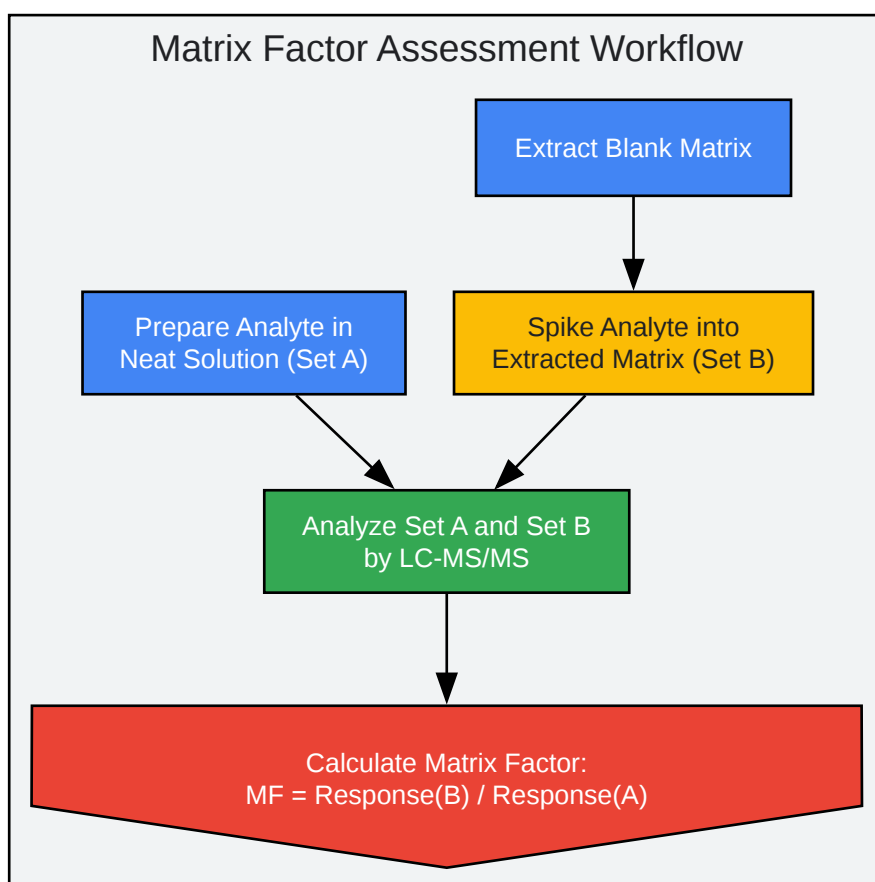 Matrix Factor Assessment Workflow
Extract Blank Matrix
Prepare Analyte in
Neat Solution (Set A)
Spike Analyte into
Extracted Matrix (Set B)
Analyze Set A and Set B
by LC-MS/MS
Calculate Matrix Factor:
MF = Response(B) / Response(A)